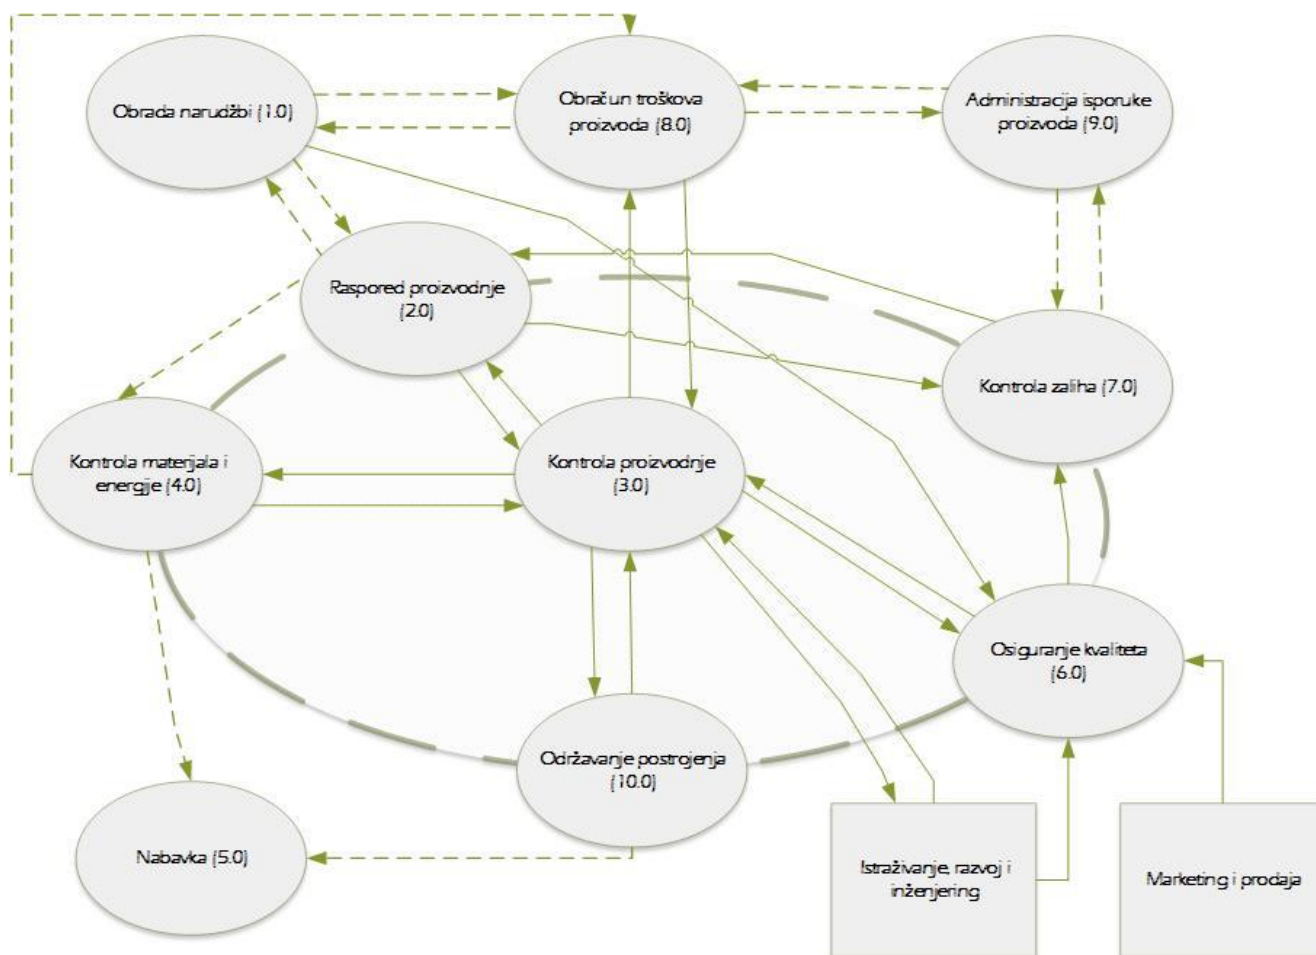 Obrada narudžbi (1.0)
Obračun troškova
proizvoda (8.0)
Administracija isporuke
proizvoda (9.0)
Raspored proizvodnje
(2.0)
Kontrola zaliha (7.0)
Kontrola materijala i
energije (4.0)
Kontrola proizvodnje
(3.0)
Osiguranje kvaliteta
(6.0)
Održavanje postrojenja
(10.0)
Nabavka (5.0)
Istraživanje, razvoj i
inženjering
Marketing i prodaja